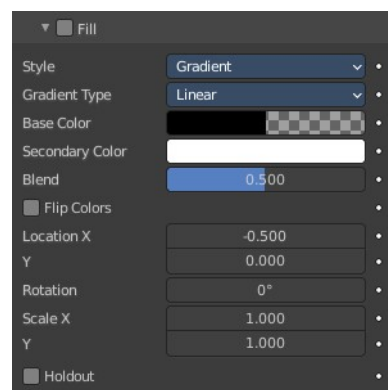 Fill
Style Gradient
Gradient Type Linear
Base Color
Secondary Color
Blend 0.500
Flip Colors
Location X -0.500
Y 0.000
Rotation 0°
Scale X 1.000
Y 1.000
Holdout